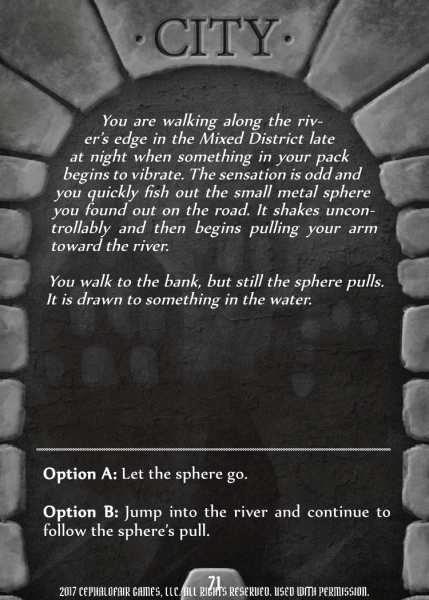 · CITY ·
You are walking along the riv-
er's edge in the Mixed District late
at night when something in your pack
begins to vibrate. The sensation is odd and
you quickly fish out the small metal sphere
you found out on the road. It shakes uncon-
trollably and then begins pulling your arm
toward the river.
You walk to the bank, but still the sphere pulls.
It is drawn to something in the water.
Option A: Let the sphere go.
Option B: Jump into the river and continue to
follow the sphere's pull.
71
2017 CEPHALOFAIR GAMES, LLC. ALL RIGHTS RESERVED. USED WITH PERMISSION.